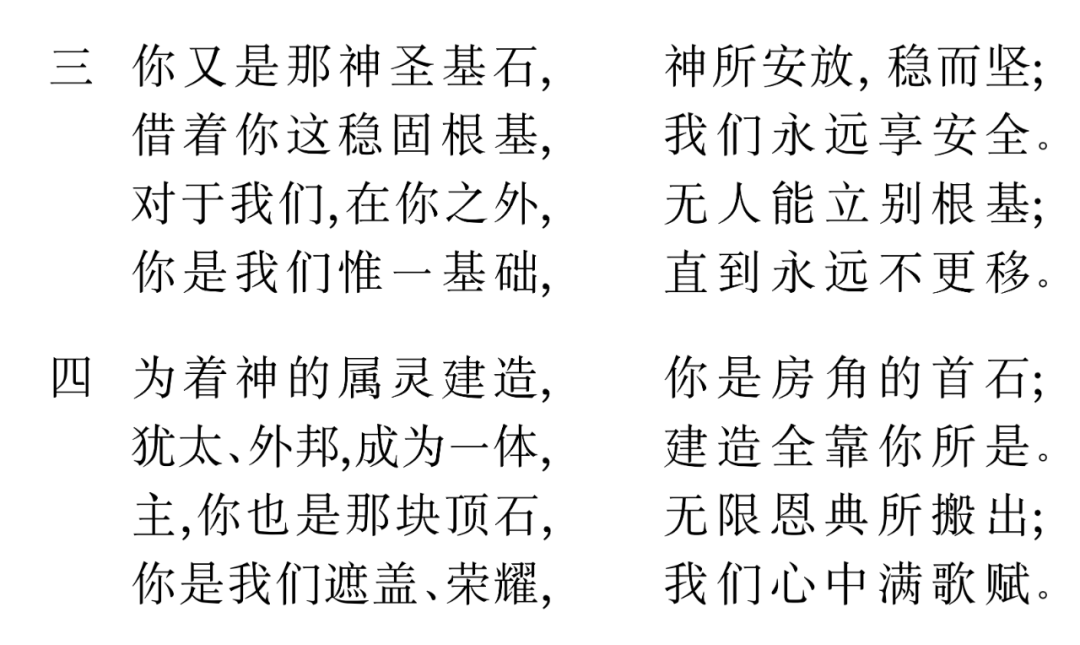 三 你又是那神圣基石, 神所安放, 稳而坚;
借着你这稳固根基, 我们永远享安全。
对于我们,在你之外, 无人能立别根基;
你是我们惟一基础, 直到永远不更移。
四 为着神的属灵建造, 你是房角的首石;
犹太、外邦,成为一体, 建造全靠你所是。
主,你也是那块顶石, 无限恩典所搬出;
你是我们遮盖、荣耀, 我们心中满歌赋。